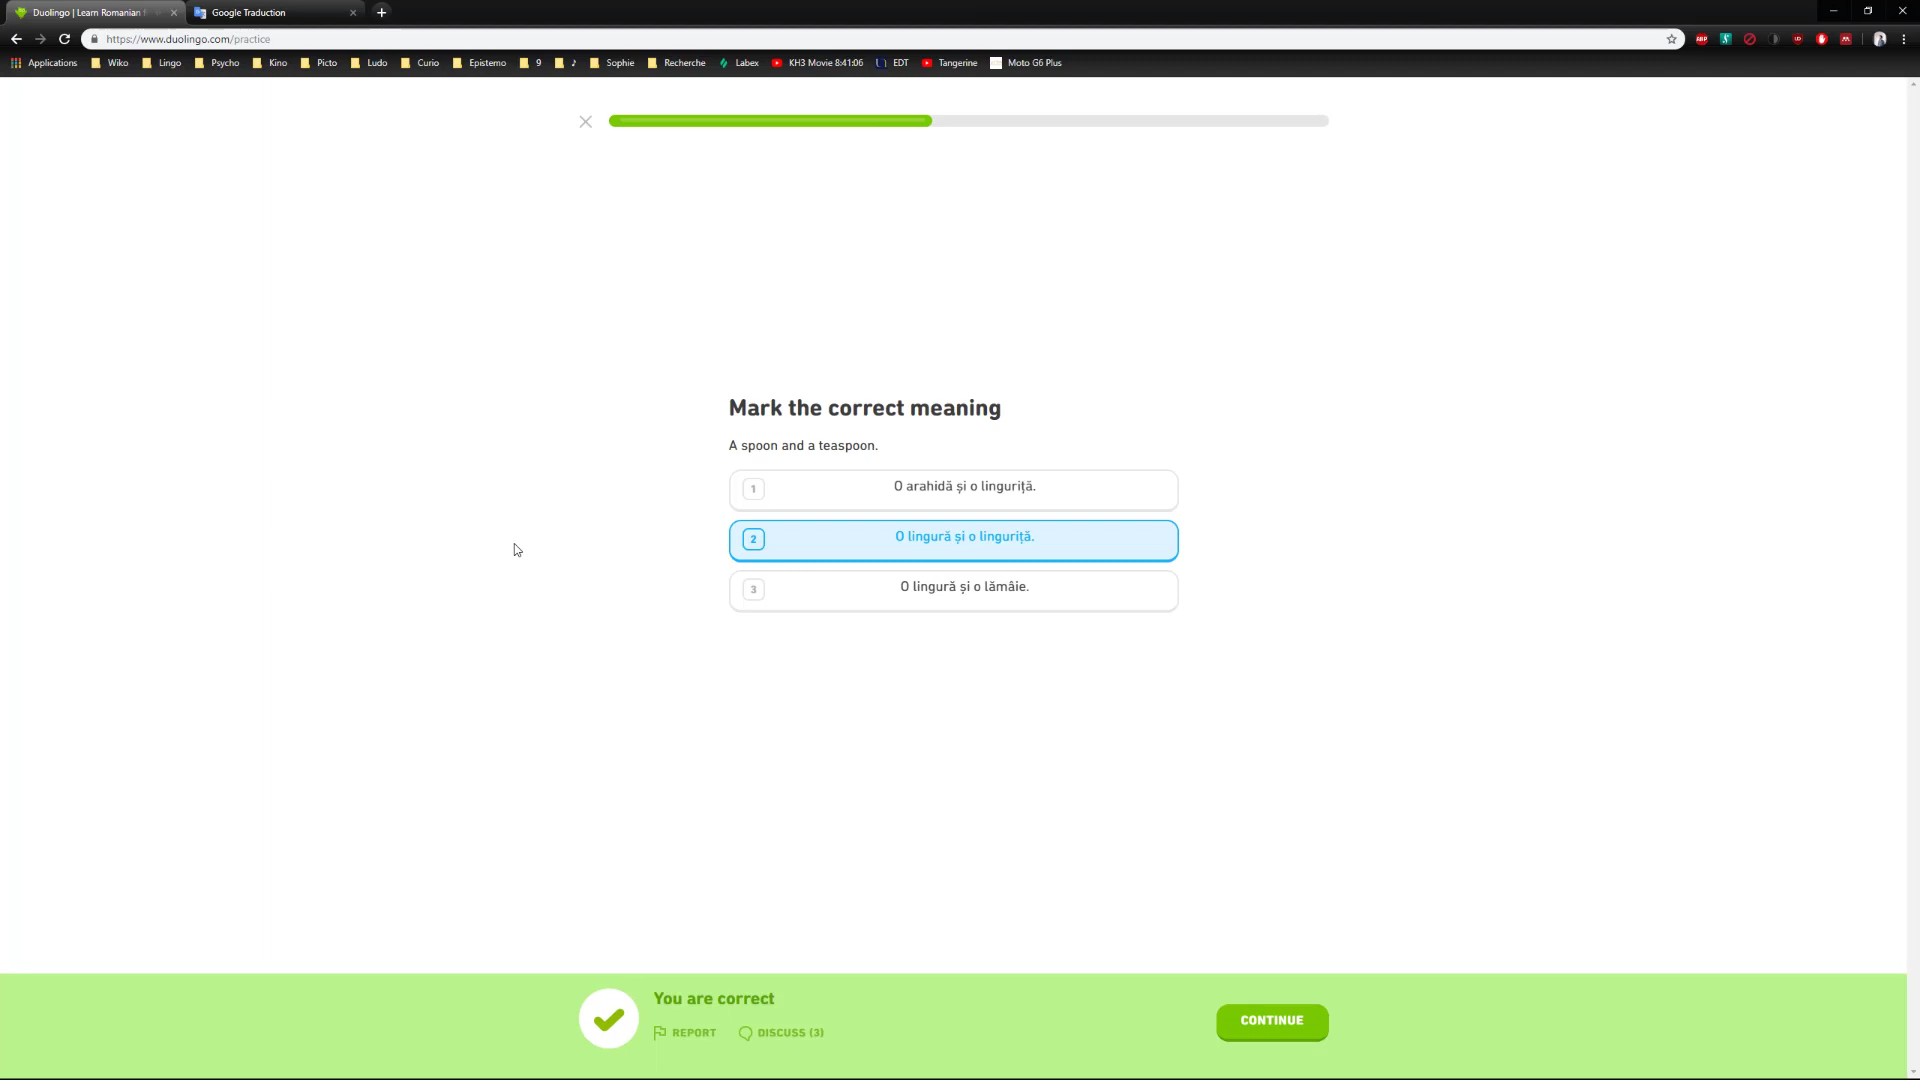 Duolingo | Learn Romanian
Google Traduction
https://www.duolingo.com/practice
Applications Wiko Lingo Psycho Kino Picto Ludo Curio Epistemo 9 ♪ Sophie Recherche Labex KH3 Movie 8:41:06 EDT Tangerine Moto G6 Plus
Mark the correct meaning
A spoon and a teaspoon.
1 O arahidă și o linguriță.
2 O lingură și o linguriță.
3 O lingură și o lămâie.
You are correct
REPORT DISCUSS (3)
CONTINUE